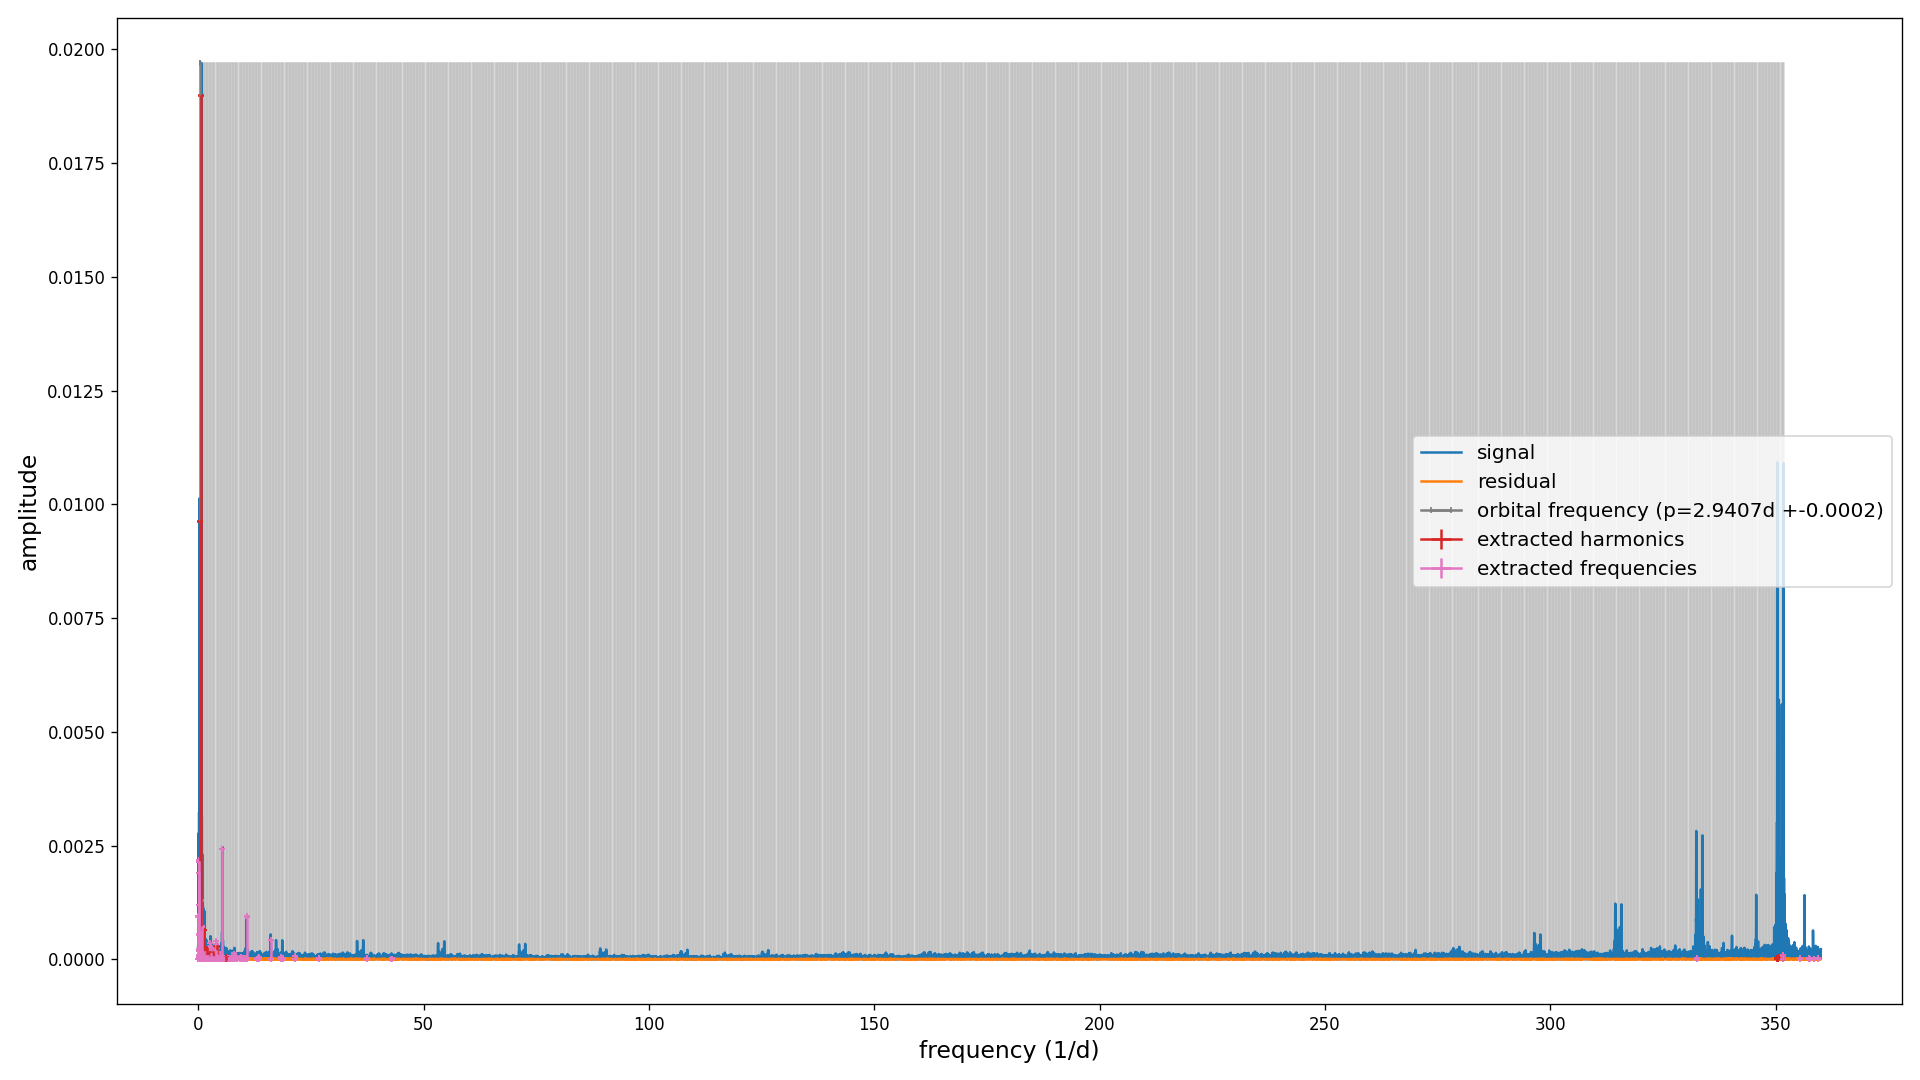 0.0200
0.0175
0.0150
0.0125
0.0100
0.0075
0.0050
0.0025
0.0000
amplitude
signal
residual
orbital frequency (p=2.9407d +-0.0002)
extracted harmonics
extracted frequencies
0 50 100 150 200 250 300 350
frequency (1/d)